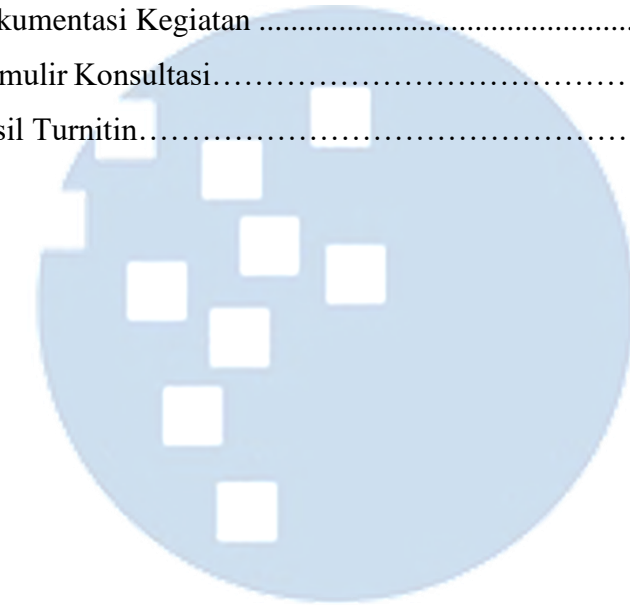 kumentasi Kegiatan ................................................
mulir Konsultasi……………………………………
sil Turnitin…………………………………………